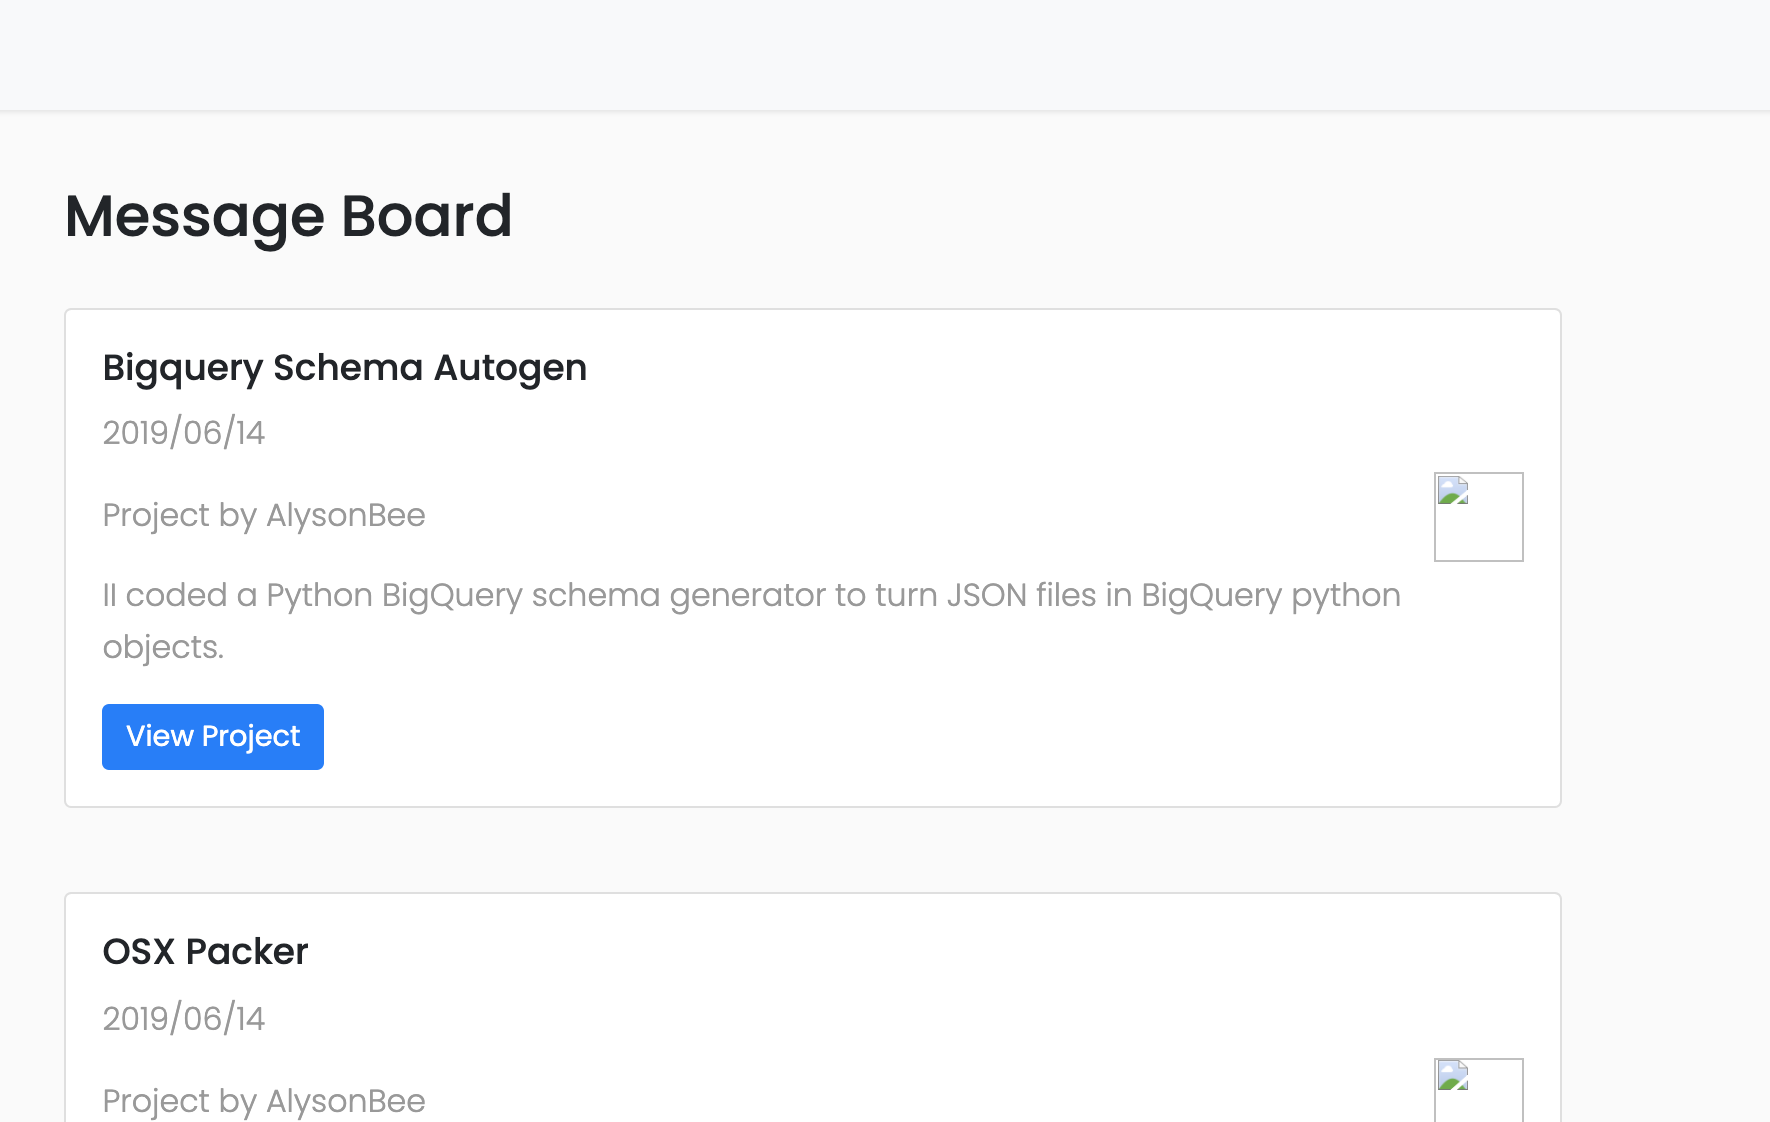 Message Board
Bigquery Schema Autogen
2019/06/14
Project by AlysonBee
II coded a Python BigQuery schema generator to turn JSON files in BigQuery python
objects.
View Project
OSX Packer
2019/06/14
Project by AlysonBee